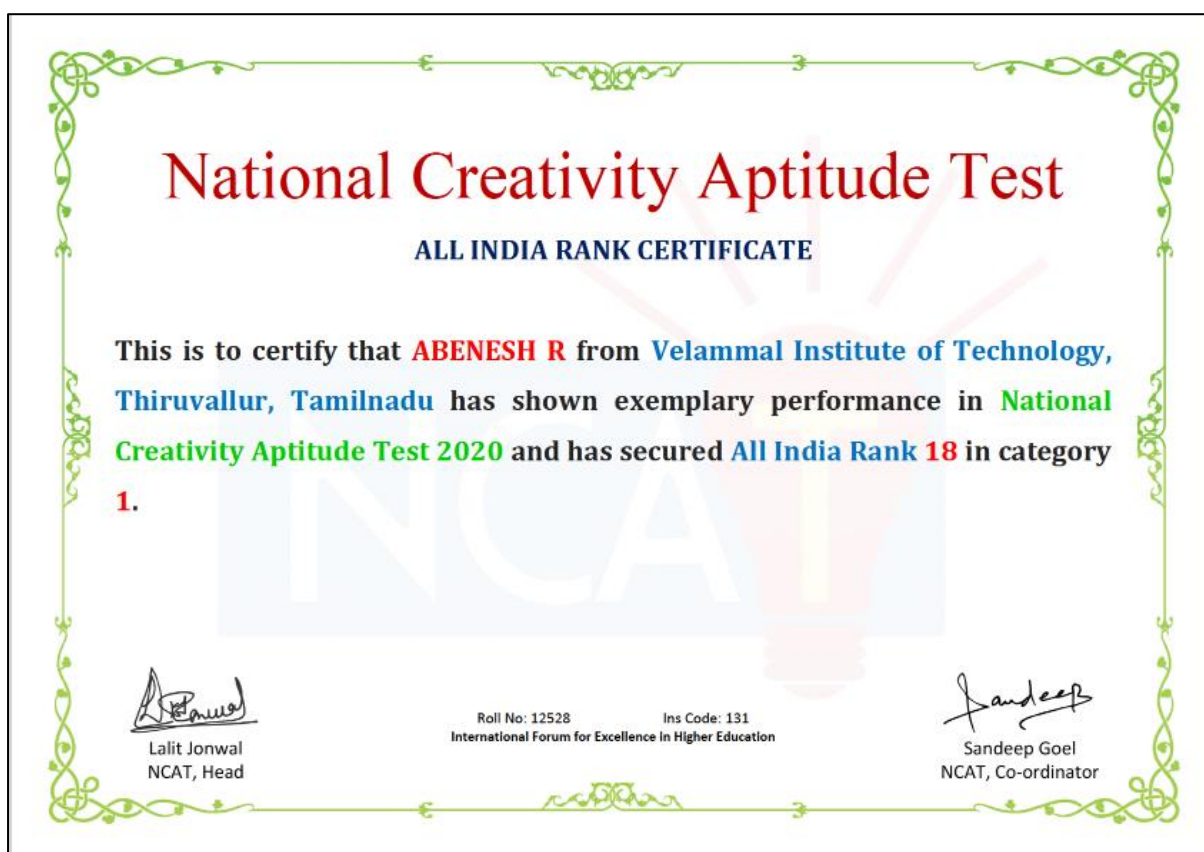 National Creativity Aptitude Test
ALL INDIA RANK CERTIFICATE
This is to certify that ABENESH R from Velammal Institute of Technology,
Thiruvallur, Tamilnadu has shown exemplary performance in National
Creativity Aptitude Test 2020 and has secured All India Rank 18 in category
1.
NCAT
Roll No: 12528 Ins Code: 131
International Forum for Excellence in Higher Education
Lalit Jonwal
NCAT, Head
Sandeep
Sandeep Goel
NCAT, Co-ordinator